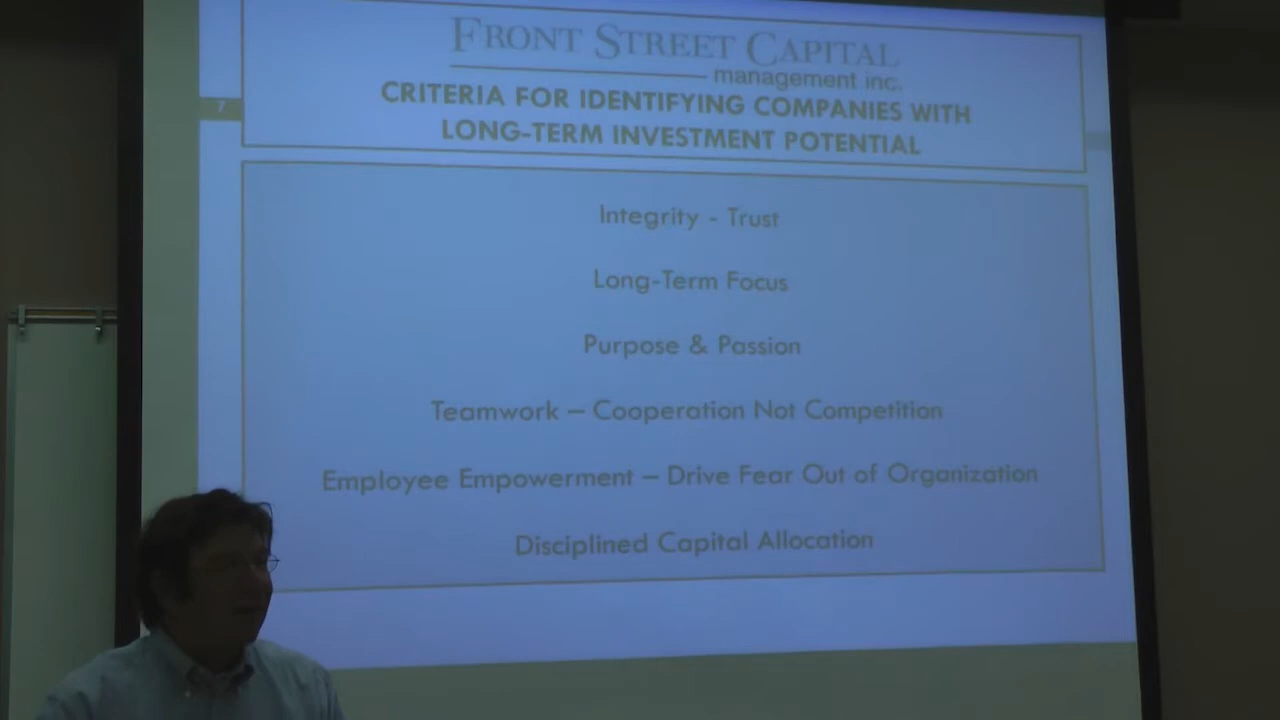 FRONT STREET CAPITAL
management inc.
7
CRITERIA FOR IDENTIFYING COMPANIES WITH
LONG-TERM INVESTMENT POTENTIAL
Integrity - Trust
Long-Term Focus
Purpose & Passion
Teamwork – Cooperation Not Competition
Employee Empowerment – Drive Fear Out of Organization
Disciplined Capital Allocation